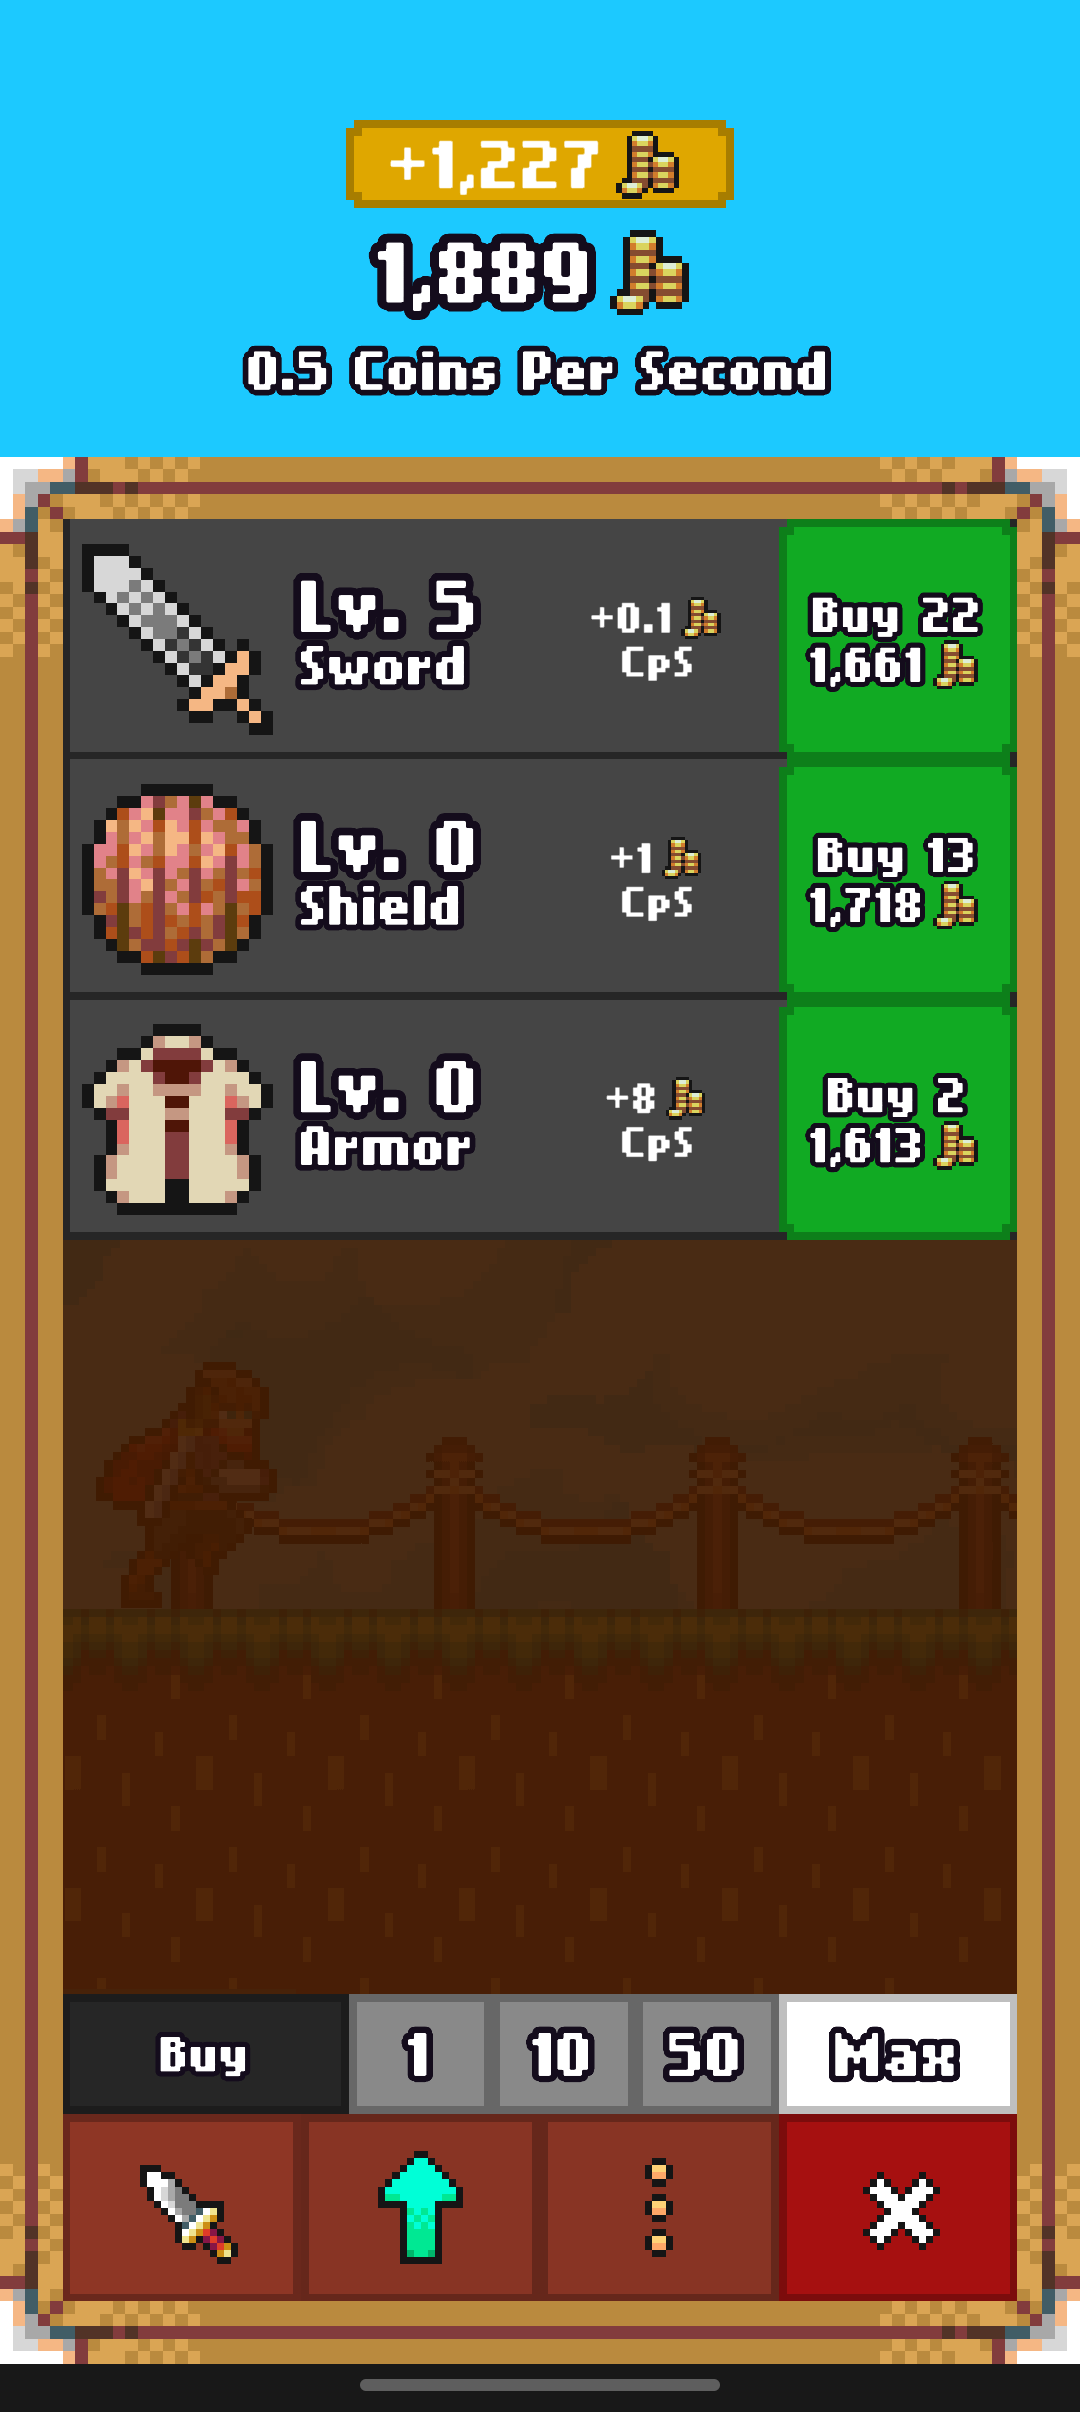 +1,227
1,889
0.5 Coins Per Second
Lv. 5
Sword
+0.1
CpS
Buy 22
1,661
Lv. 0
Shield
+1
CpS
Buy 13
1,718
Lv. 0
Armor
+8
CpS
Buy 2
1,613
Buy 1 10 50 Max